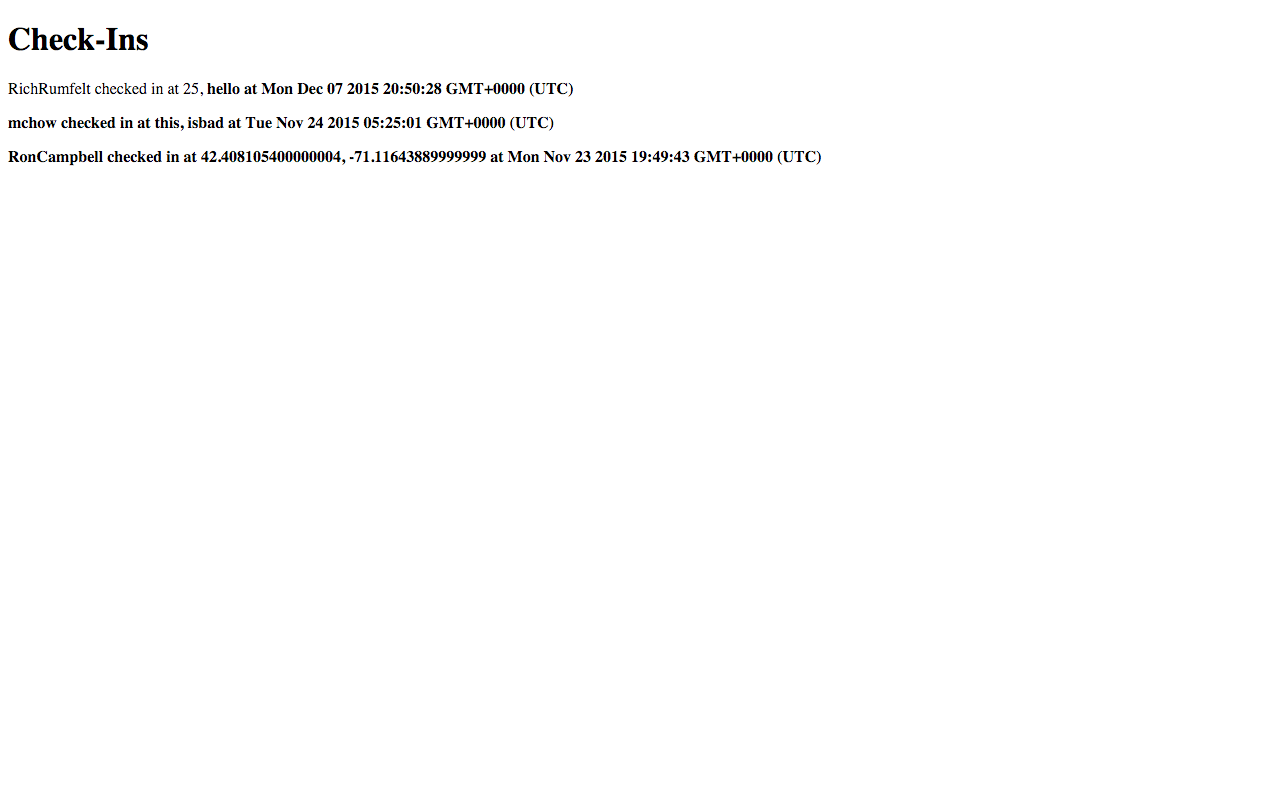 Check-Ins
RichRumfelt checked in at 25, hello at Mon Dec 07 2015 20:50:28 GMT+0000 (UTC)
mchow checked in at this, isbad at Tue Nov 24 2015 05:25:01 GMT+0000 (UTC)
RonCampbell checked in at 42.408105400000004, -71.11643889999999 at Mon Nov 23 2015 19:49:43 GMT+0000 (UTC)